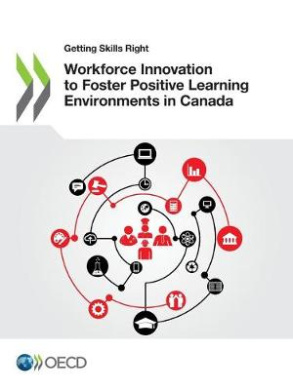 Getting Skills Right
Workforce Innovation
to Foster Positive Learning
Environments in Canada
OECD